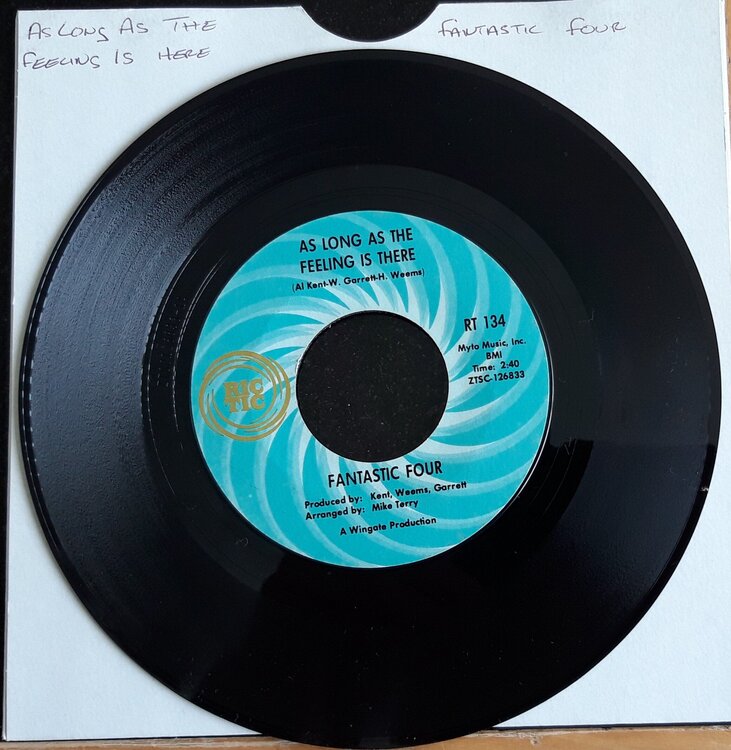 AS LONG AS THE
FEELING IS HERE
FANTASTIC FOUR
AS LONG AS THE
FEELING IS THERE
(Al Kent-W. Garrett-H. Weems)
RT 134
Myto Music, Inc.
BMI
Time: 2:40
ZTSC-126833
RIC
TIC
FANTASTIC FOUR
Produced by: Kent, Weems, Garrett
Arranged by: Mike Terry
A Wingate Production